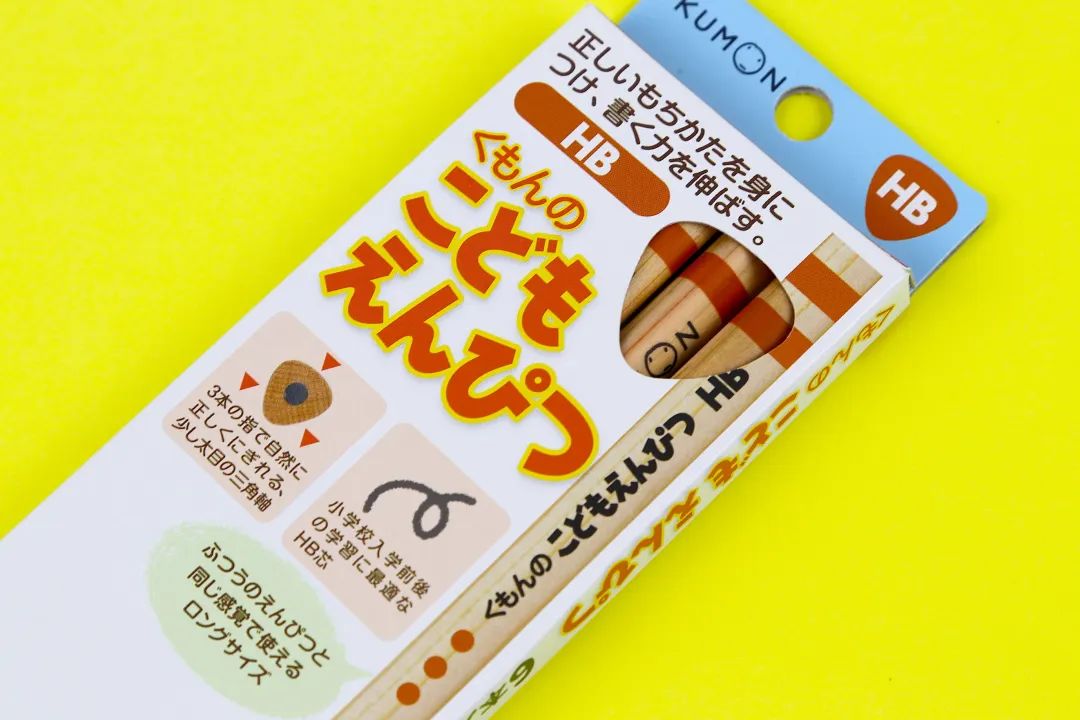 KUMON
HB
正しいもちかたを身に
つけ、書く力を伸ばす。
HB
くもんの
こども
えんぴつ
KUMON
3本の指で自然に
正しくにぎれる、
少し太目の三角軸
小学校入学前後
の学習に最適な
HB芯
ふつうのえんぴつと
同じ感覚で使える
ロングサイズ
くもんの こどもえんぴつ HB
くもんの こどもえんぴつ
6本